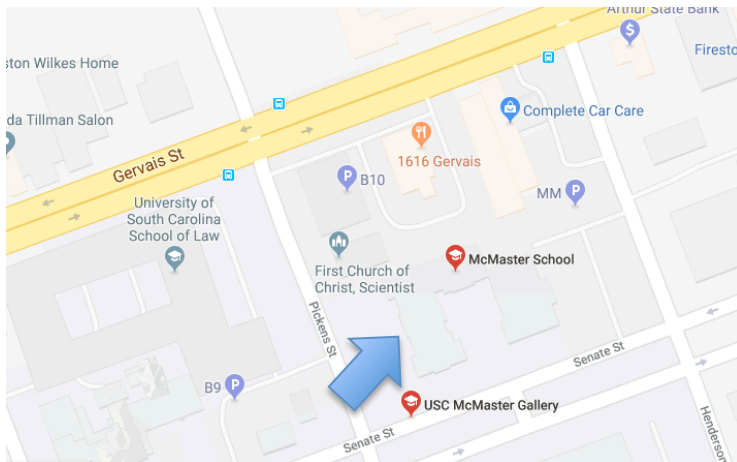 Arthur State Bank
ston Wilkes Home
Firesto
Complete Car Care
da Tillman Salon
Gervais St
1616 Gervais
B10
MM
University of
South Carolina
School of Law
First Church of
Christ, Scientist
McMaster School
Pickens St
Senate St
B9
USC McMaster Gallery
Senate St
Henderson